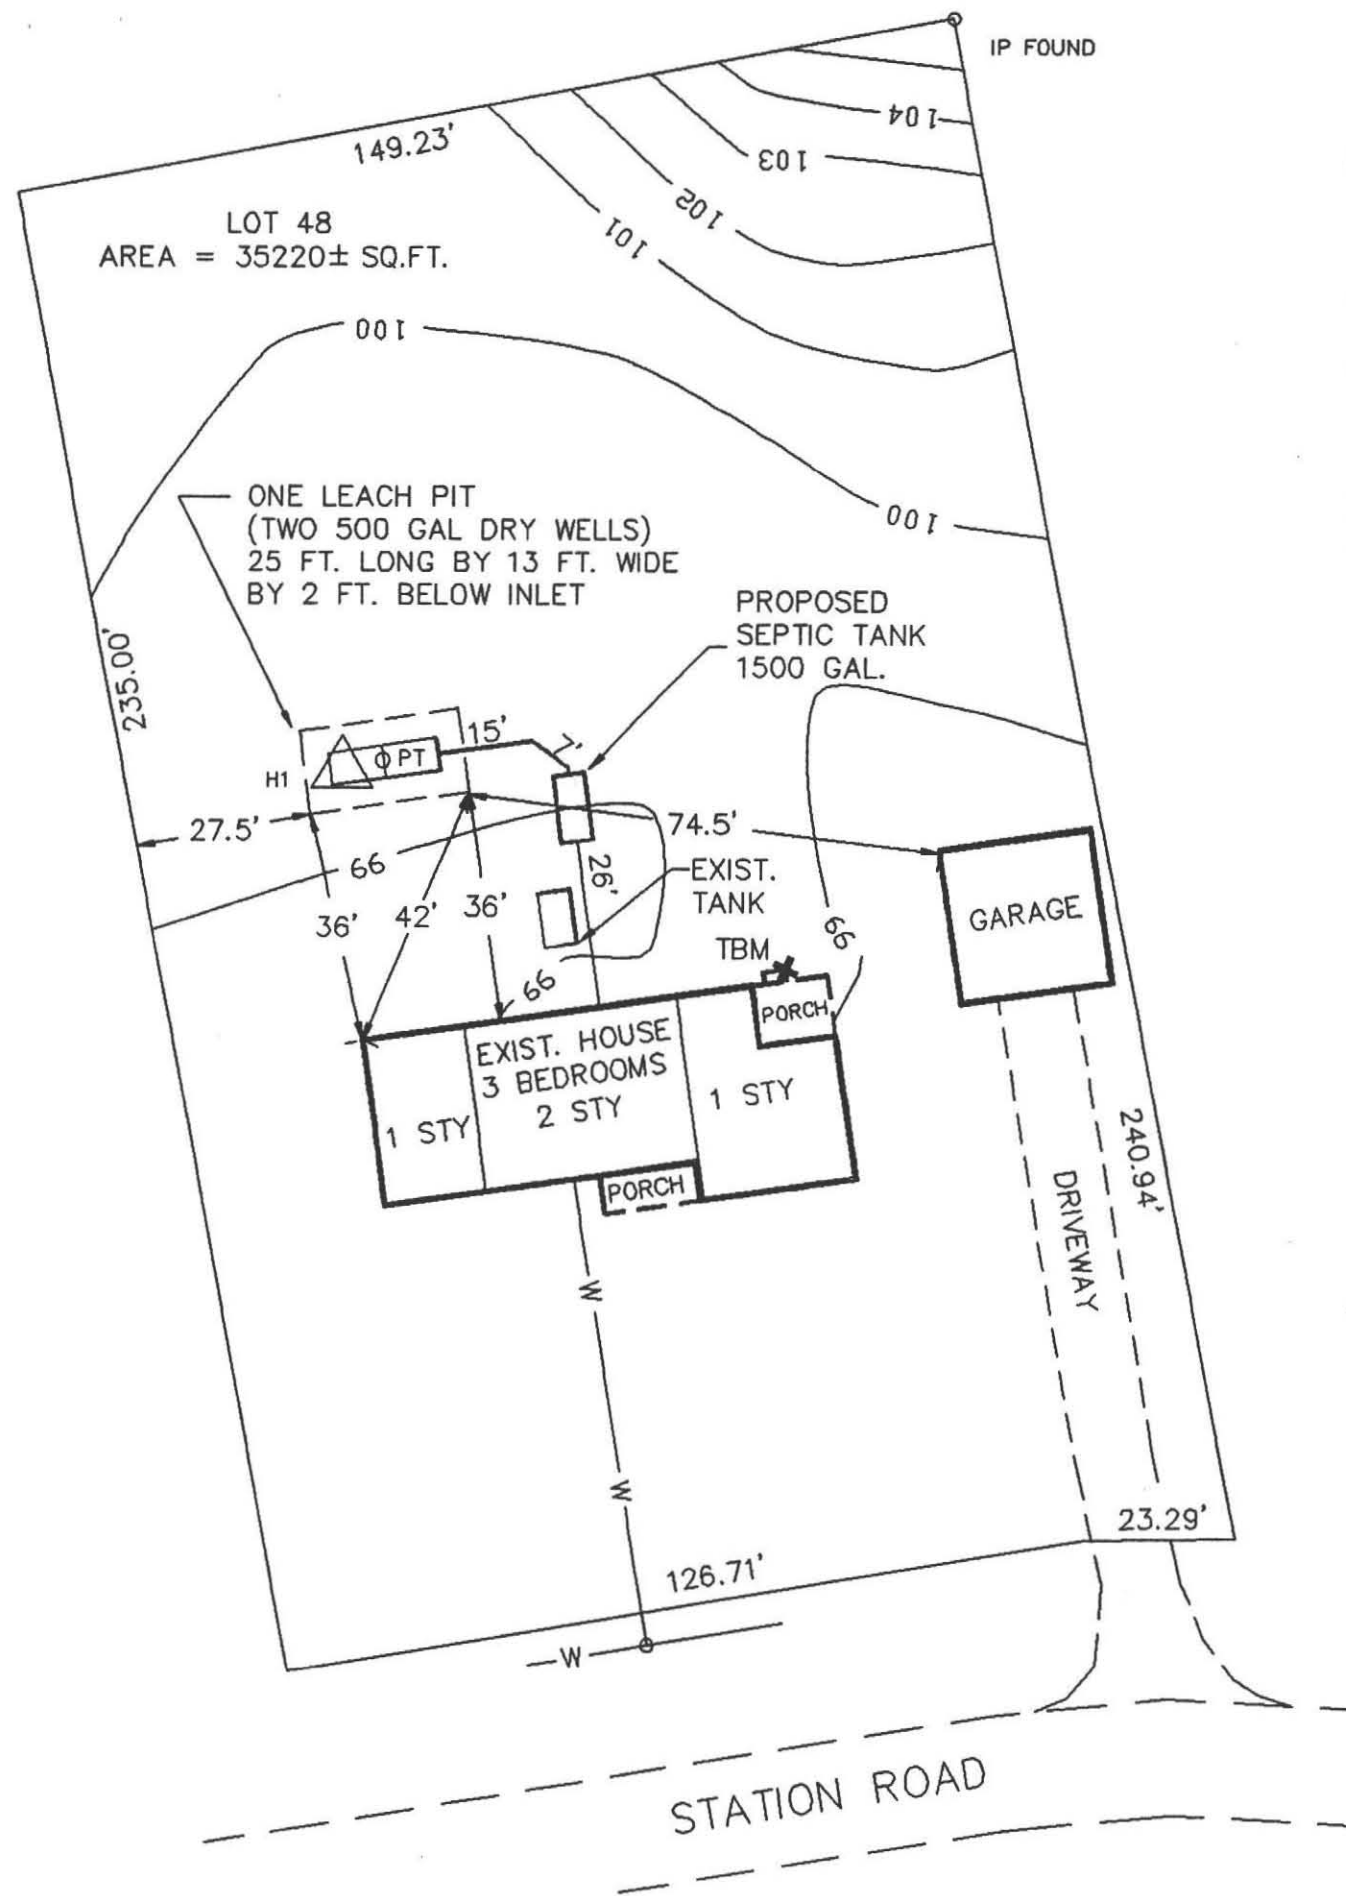 IP FOUND
149.23'
104
103
102
101
LOT 48
AREA = 35220± SQ.FT.
100
100
ONE LEACH PIT
(TWO 500 GAL DRY WELLS)
25 FT. LONG BY 13 FT. WIDE
BY 2 FT. BELOW INLET
PROPOSED
SEPTIC TANK
1500 GAL.
235.00'
15'
7'
PT
H1
27.5'
74.5'
99
26'
EXIST.
TANK
36'
42'
36'
GARAGE
99
TBM
99
PORCH
EXIST. HOUSE
3 BEDROOMS
2 STY
1 STY
1 STY
PORCH
240.94'
DRIVEWAY
W
W
23.29'
126.71'
W
STATION ROAD